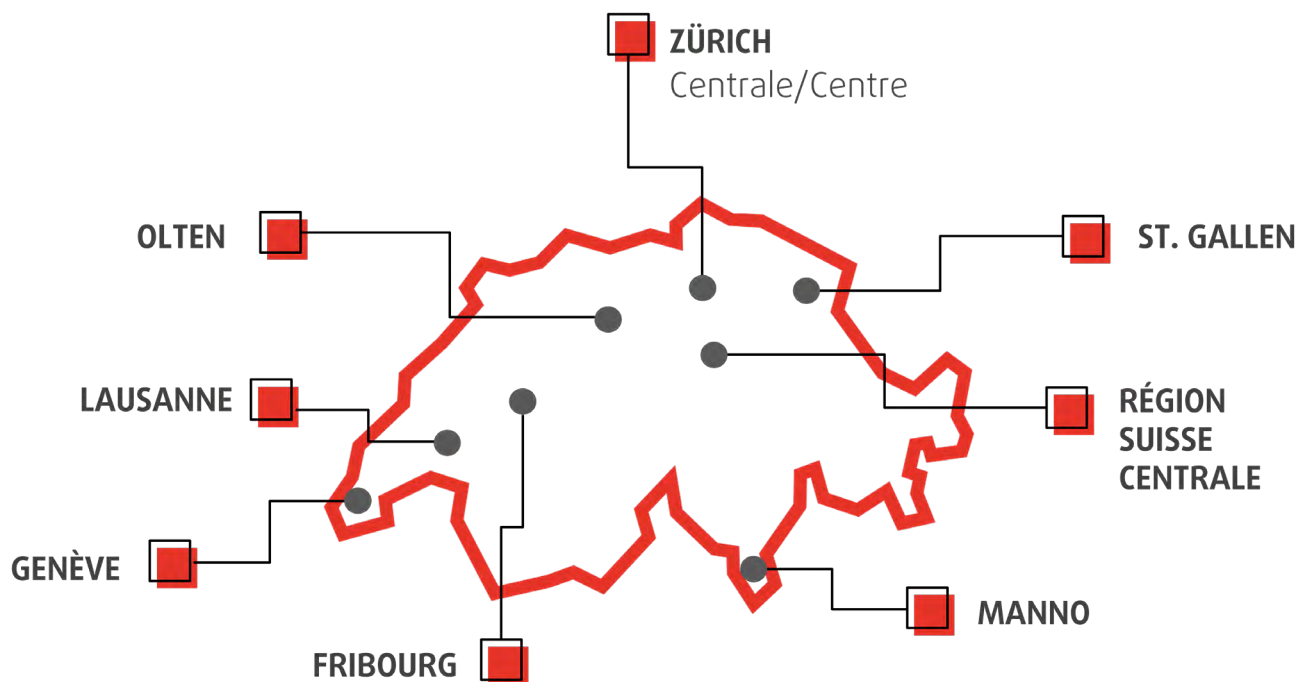 ZÜRICH
Centrale/Centre
OLTEN
ST. GALLEN
LAUSANNE
RÉGION
SUISSE
CENTRALE
GENÈVE
MANNO
FRIBOURG